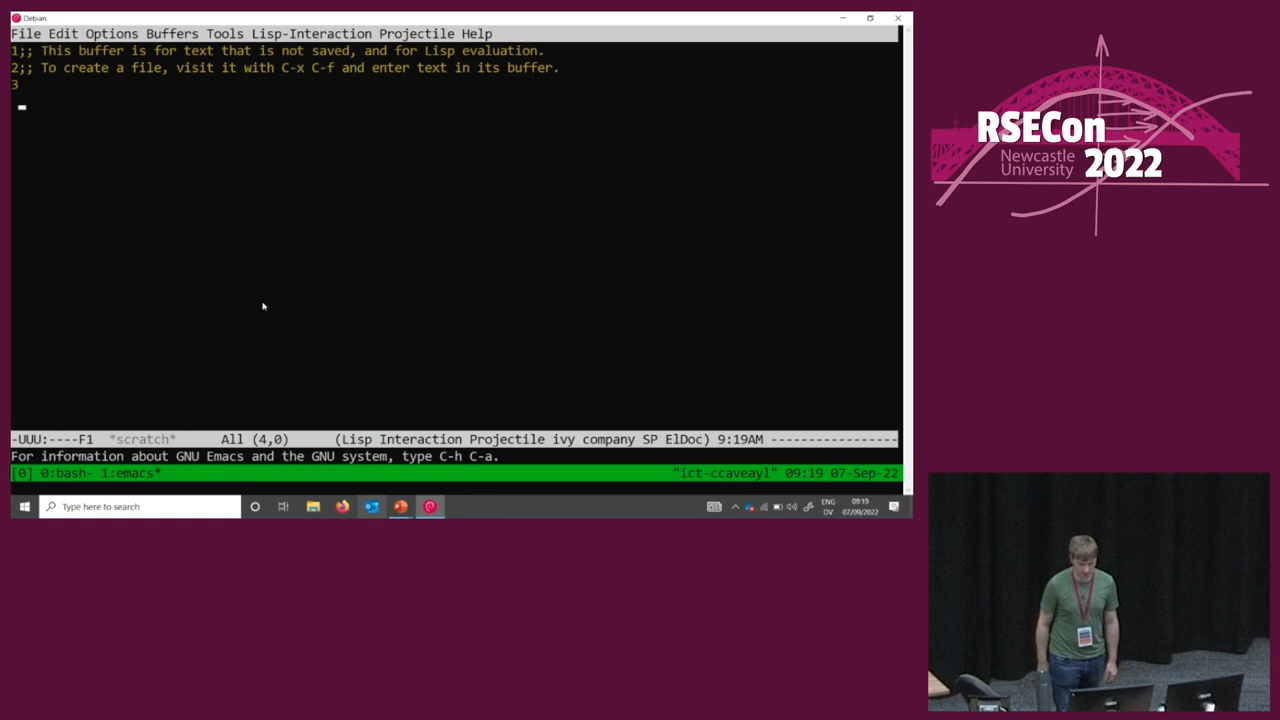 Debian
File Edit Options Buffers Tools Lisp-Interaction Projectile Help
1;; This buffer is for text that is not saved, and for Lisp evaluation.
2;; To create a file, visit it with C-x C-f and enter text in its buffer.
3
-UUU:----F1 *scratch* All (4,0) (Lisp Interaction Projectile ivy company SP ElDoc) 9:19AM -----------------
For information about GNU Emacs and the GNU system, type C-h C-a.
[0] 0:bash- 1:emacs* "ict-ccaveayl" 09:19 07-Sep-22
Type here to search
ENG
DV
09:19
07/09/2022
RSECon
Newcastle
University
2022